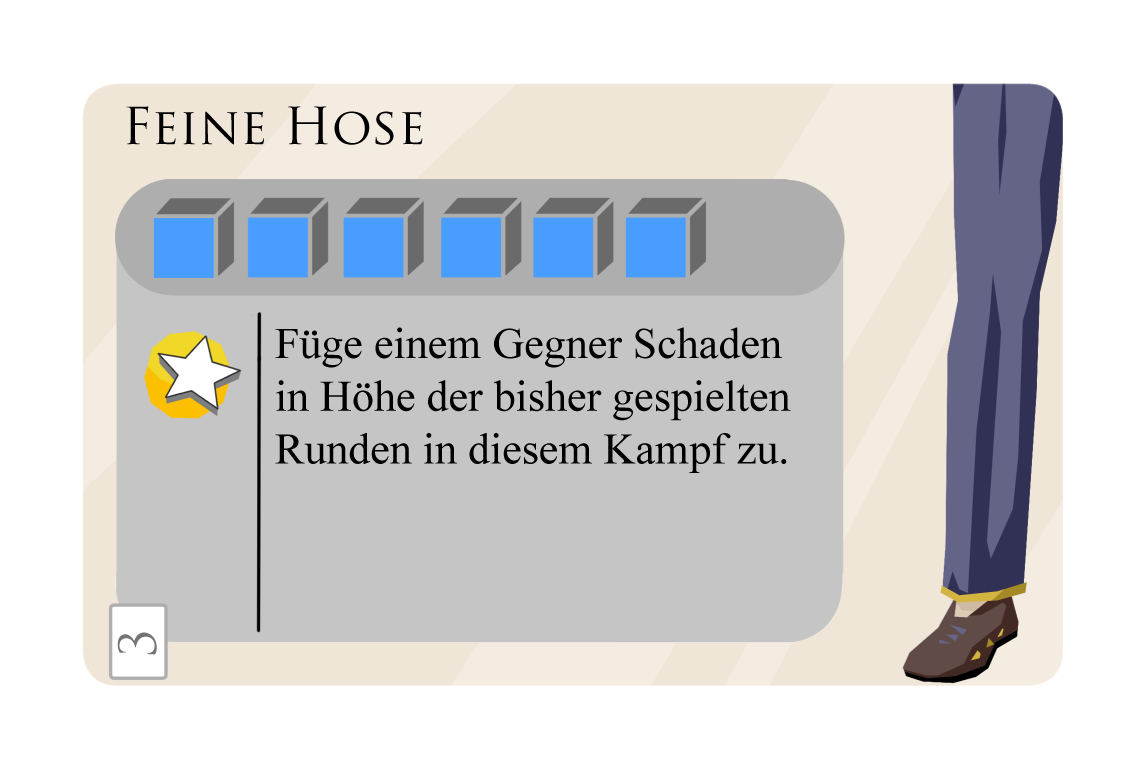 Feine Hose
Füge einem Gegner Schaden
in Höhe der bisher gespielten
Runden in diesem Kampf zu.
3